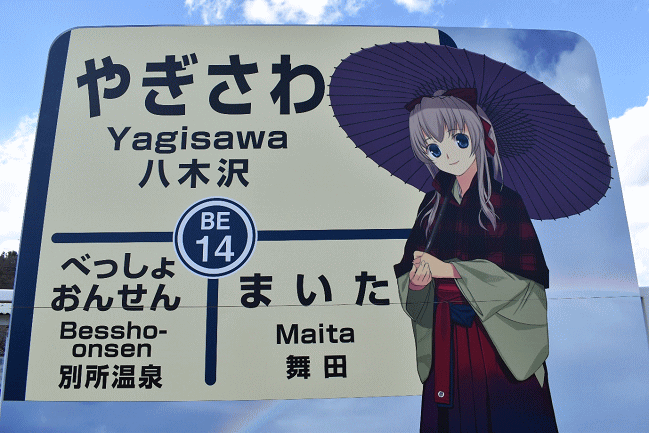 やぎさわ
Yagisawa
八木沢
BE
14
べっしょ
おんせん
Bessho-
onsen
別所温泉
まいた
Maita
舞田